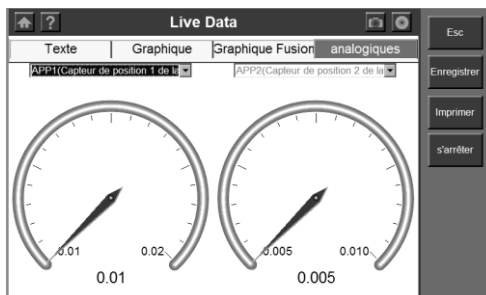 ? Live Data
Esc
Texte Graphique Graphique Fusion analogiques
APP1(Capteur de position 1 de la APP2(Capteur de position 2 de la
Enregistrer
Imprimer
s'arrêter
0.01 0.02 0.005 0.010
0.01 0.005